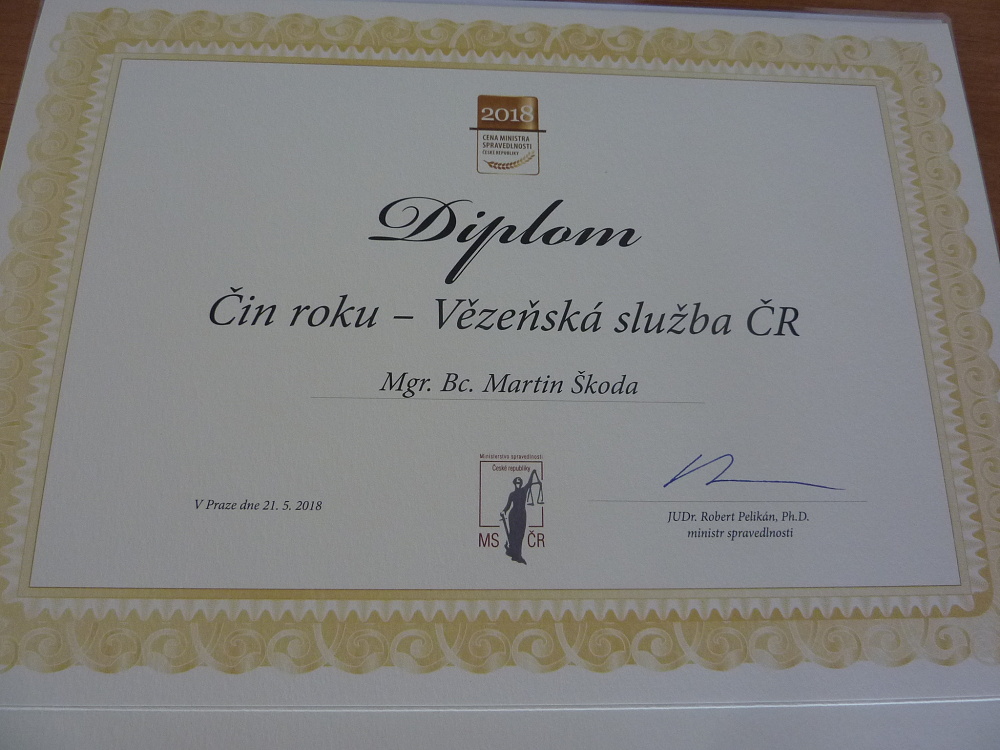 2018
CENA MINISTRA
SPRAVEDLNOSTI
ČESKÉ REPUBLIKY
Diplom
Čin roku – Vězeňská služba ČR
Mgr. Bc. Martin Škoda
Ministerstvo spravedlnosti
České republiky
MS ČR
V Praze dne 21. 5. 2018
JUDr. Robert Pelikán, Ph.D.
ministr spravedlnosti